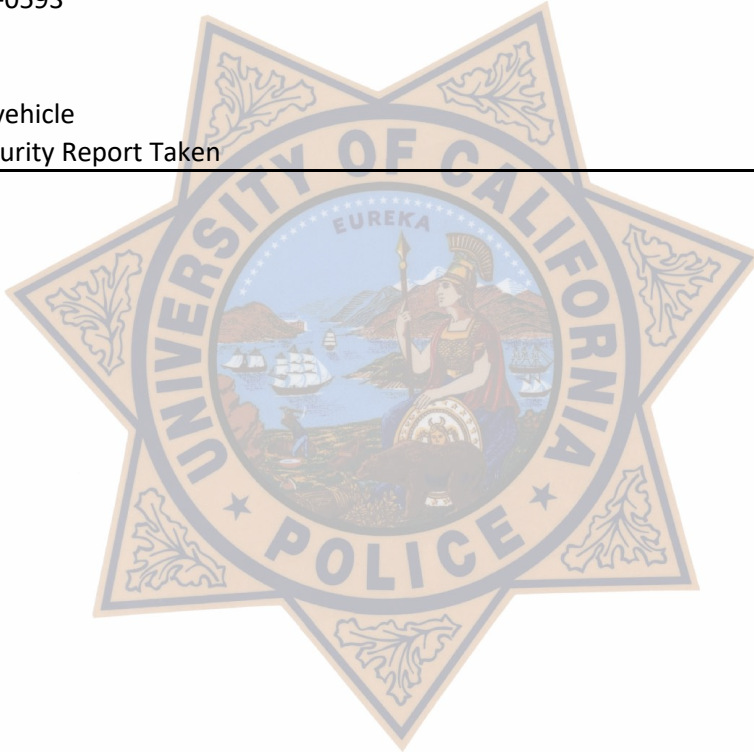 -0593
vehicle
urity Report Taken
UNIVERSITY OF CALIFORNIA
EUREKA
POLICE